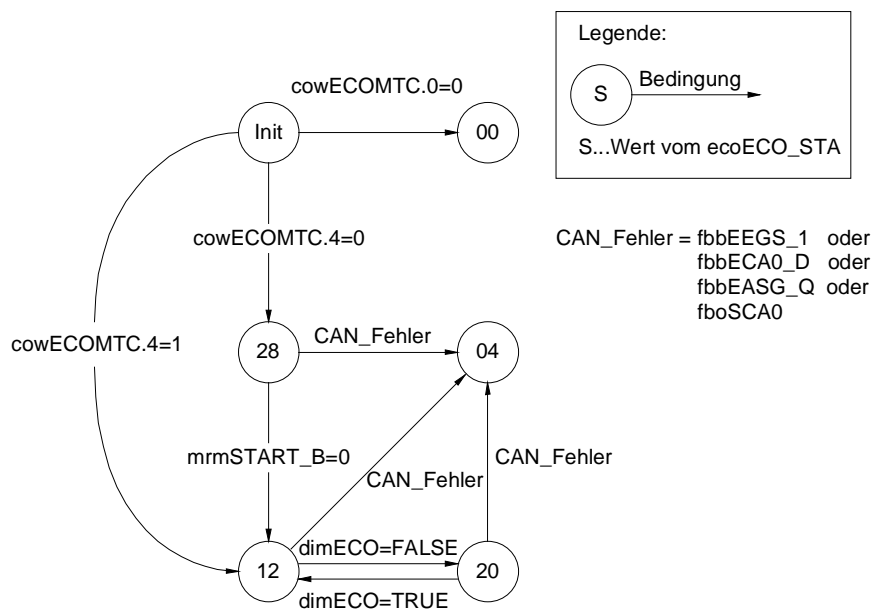 Legende:
S
Bedingung
S...Wert vom ecoECO_STA
cowECOMTC.0=0
Init
00
cowECOMTC.4=0
CAN_Fehler = fbbEEGS_1 oder
fbbECA0_D oder
fbbEASG_Q oder
fboSCA0
cowECOMTC.4=1
28
CAN_Fehler
04
mrmSTART_B=0
CAN_Fehler
CAN_Fehler
12
dimECO=FALSE
20
dimECO=TRUE